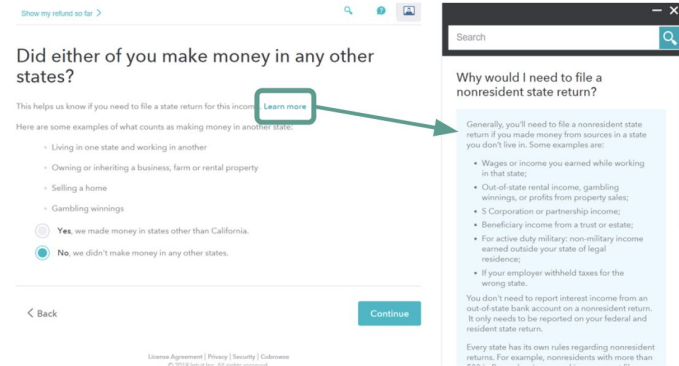 Show my refund so far >
Did either of you make money in any other
states?
This helps us know if you need to file a state return for this income. Learn more
Here are some examples of what counts as making money in another state:
Living in one state and working in another
Owning or inheriting a business, farm or rental property
Selling a home
Gambling winnings
Yes, we made money in states other than California.
No, we didn't make money in any other states.
< Back
Continue
License Agreement | Privacy | Security | Cobrowse
Search
Why would I need to file a
nonresident state return?
Generally, you'll need to file a nonresident state
return if you made money from sources in a state
you don't live in. Some examples are:
• Wages or income you earned while working
in that state;
• Out-of-state rental income, gambling
winnings, or profits from property sales;
• S Corporation or partnership income;
• Beneficiary income from a trust or estate;
• For active duty military: non-military income
earned outside your state of legal
residence;
• If your employer withheld taxes for the
wrong state.
You don't need to report interest income from an
out-of-state bank account on a nonresident return.
It only needs to be reported on your federal and
resident state return.
Every state has its own rules regarding nonresident
returns. For example, nonresidents with more than